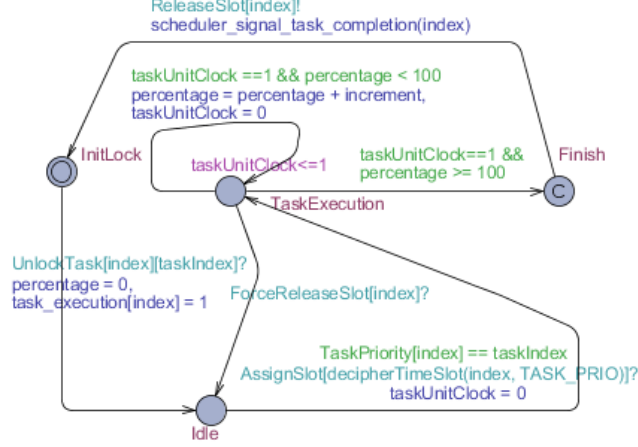 ReleaseSlot[index]!
scheduler_signal_task_completion(index)
taskUnitClock ==1 && percentage < 100
percentage = percentage + increment,
taskUnitClock = 0
InitLock
taskUnitClock<=1
taskUnitClock==1 &&
percentage >= 100
Finish
C
TaskExecution
UnlockTask[index][taskIndex]?
percentage = 0,
task_execution[index] = 1
ForceReleaseSlot[index]?
TaskPriority[index] == taskIndex
AssignSlot[decipherTimeSlot(index, TASK_PRIO)]?
taskUnitClock = 0
Idle